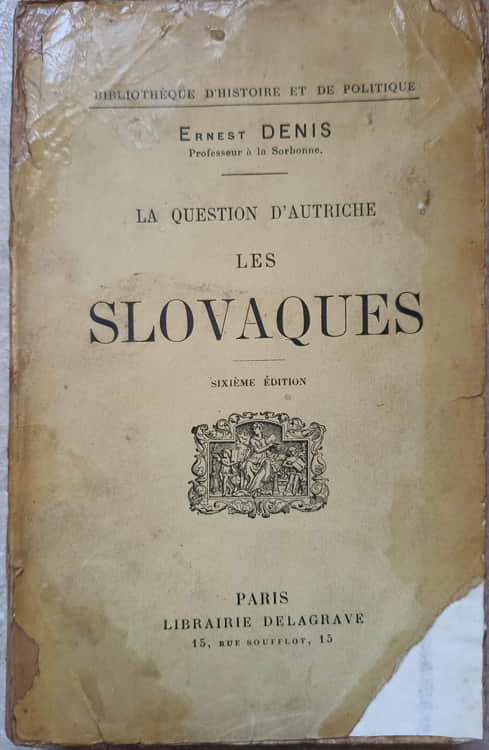 BIBLIOTHÈQUE D'HISTOIRE ET DE POLITIQUE
ERNEST DENIS
Professeur à la Sorbonne.
LA QUESTION D'AUTRICHE
LES
SLOVAQUES
SIXIÈME ÉDITION
PARIS
LIBRAIRIE DELAGRAVE
15, RUE SOUFFLOT, 15